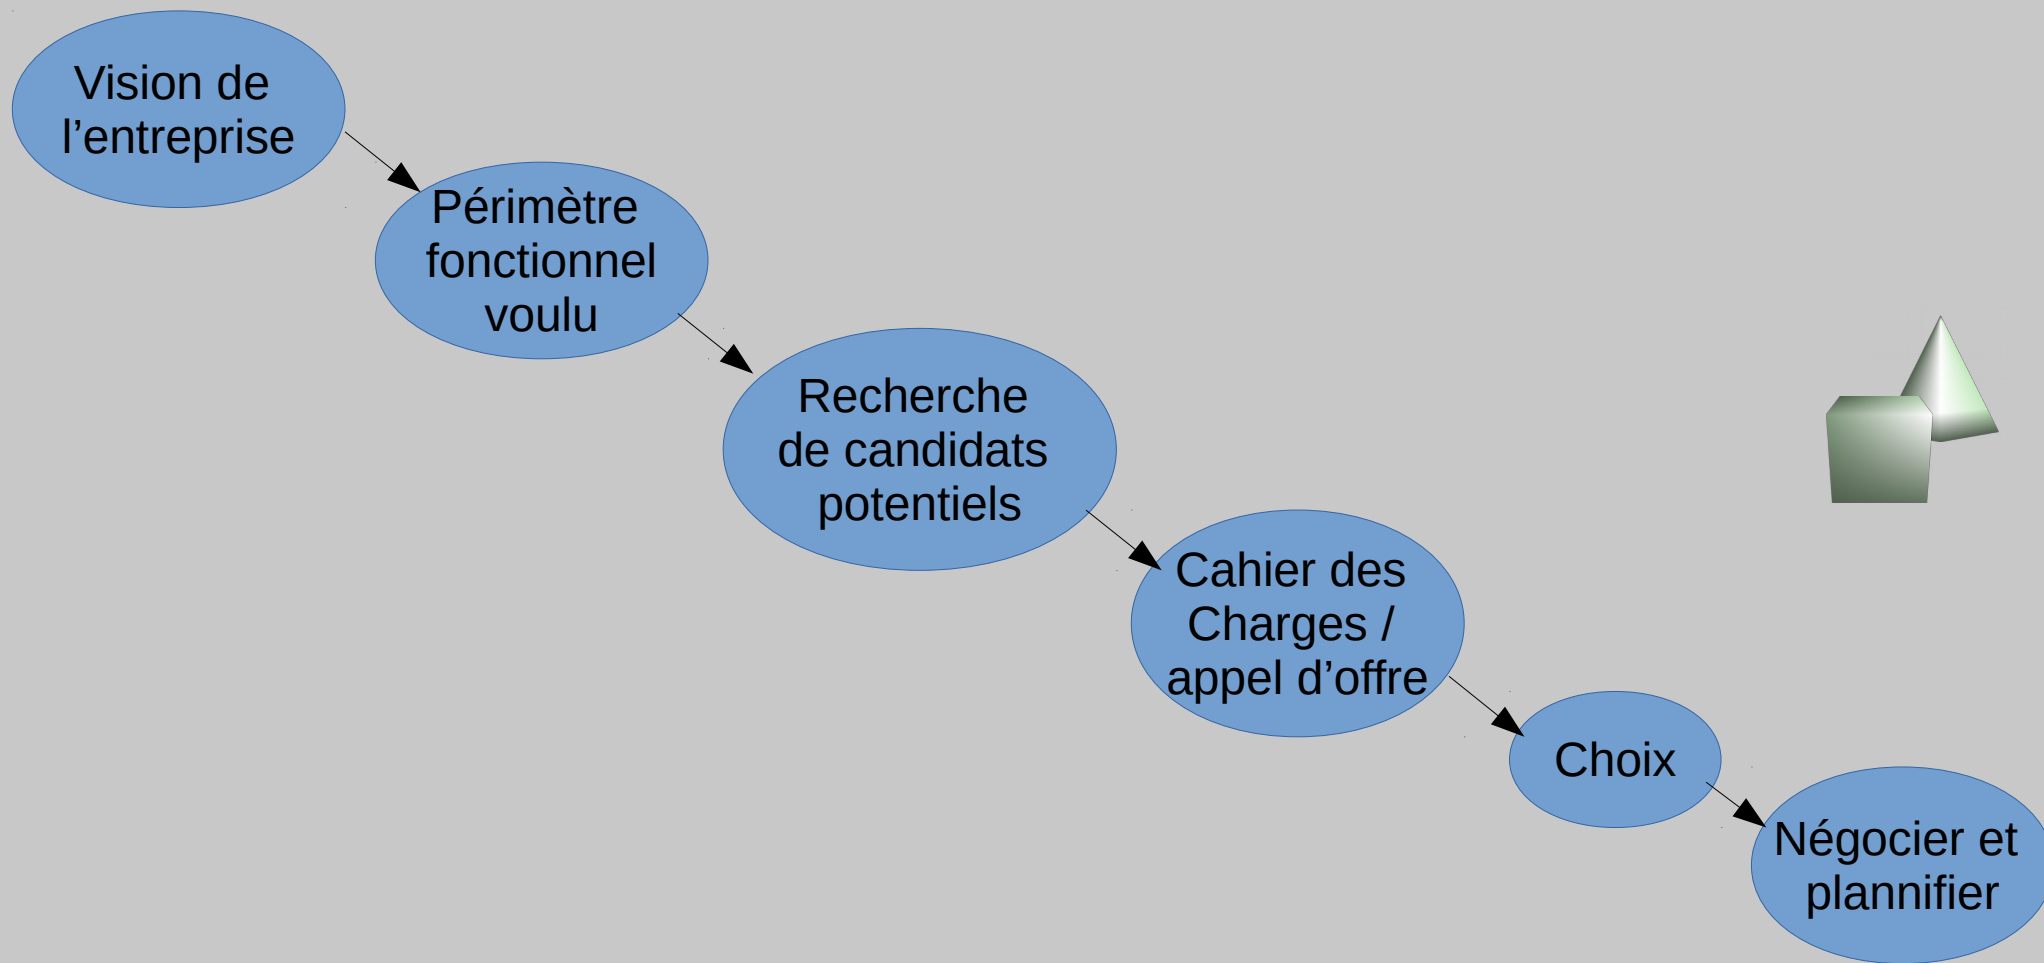 Vision de
l’entreprise
Périmètre
fonctionnel
voulu
Recherche
de candidats
potentiels
Cahier des
Charges /
appel d’offre
Choix
Négocier et
plannifier